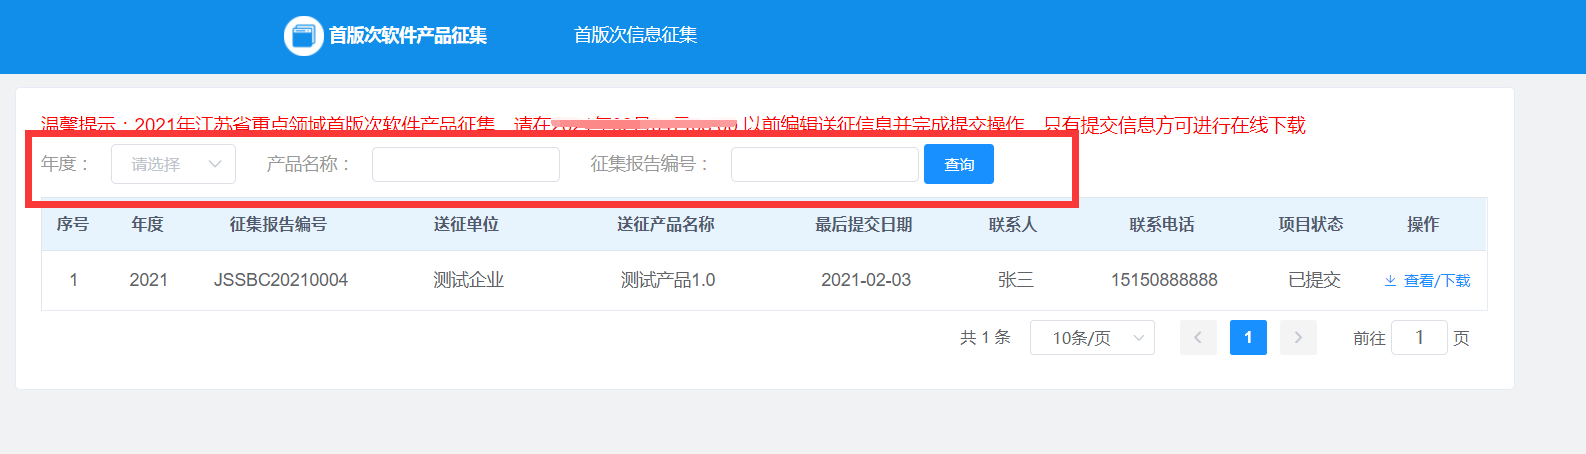 首版次软件产品征集 首版次信息征集
温馨提示：2021年江苏省重点领域首版次软件产品征集，请在 以前编辑送征信息并完成提交操作，只有提交信息方可进行在线下载
年度： 请选择 产品名称： 征集报告编号： 查询
序号 年度 征集报告编号 送征单位 送征产品名称 最后提交日期 联系人 联系电话 项目状态 操作
1 2021 JSSBC20210004 测试企业 测试产品1.0 2021-02-03 张三 15150888888 已提交 查看/下载
共 1 条 10条/页 1 前往 1 页